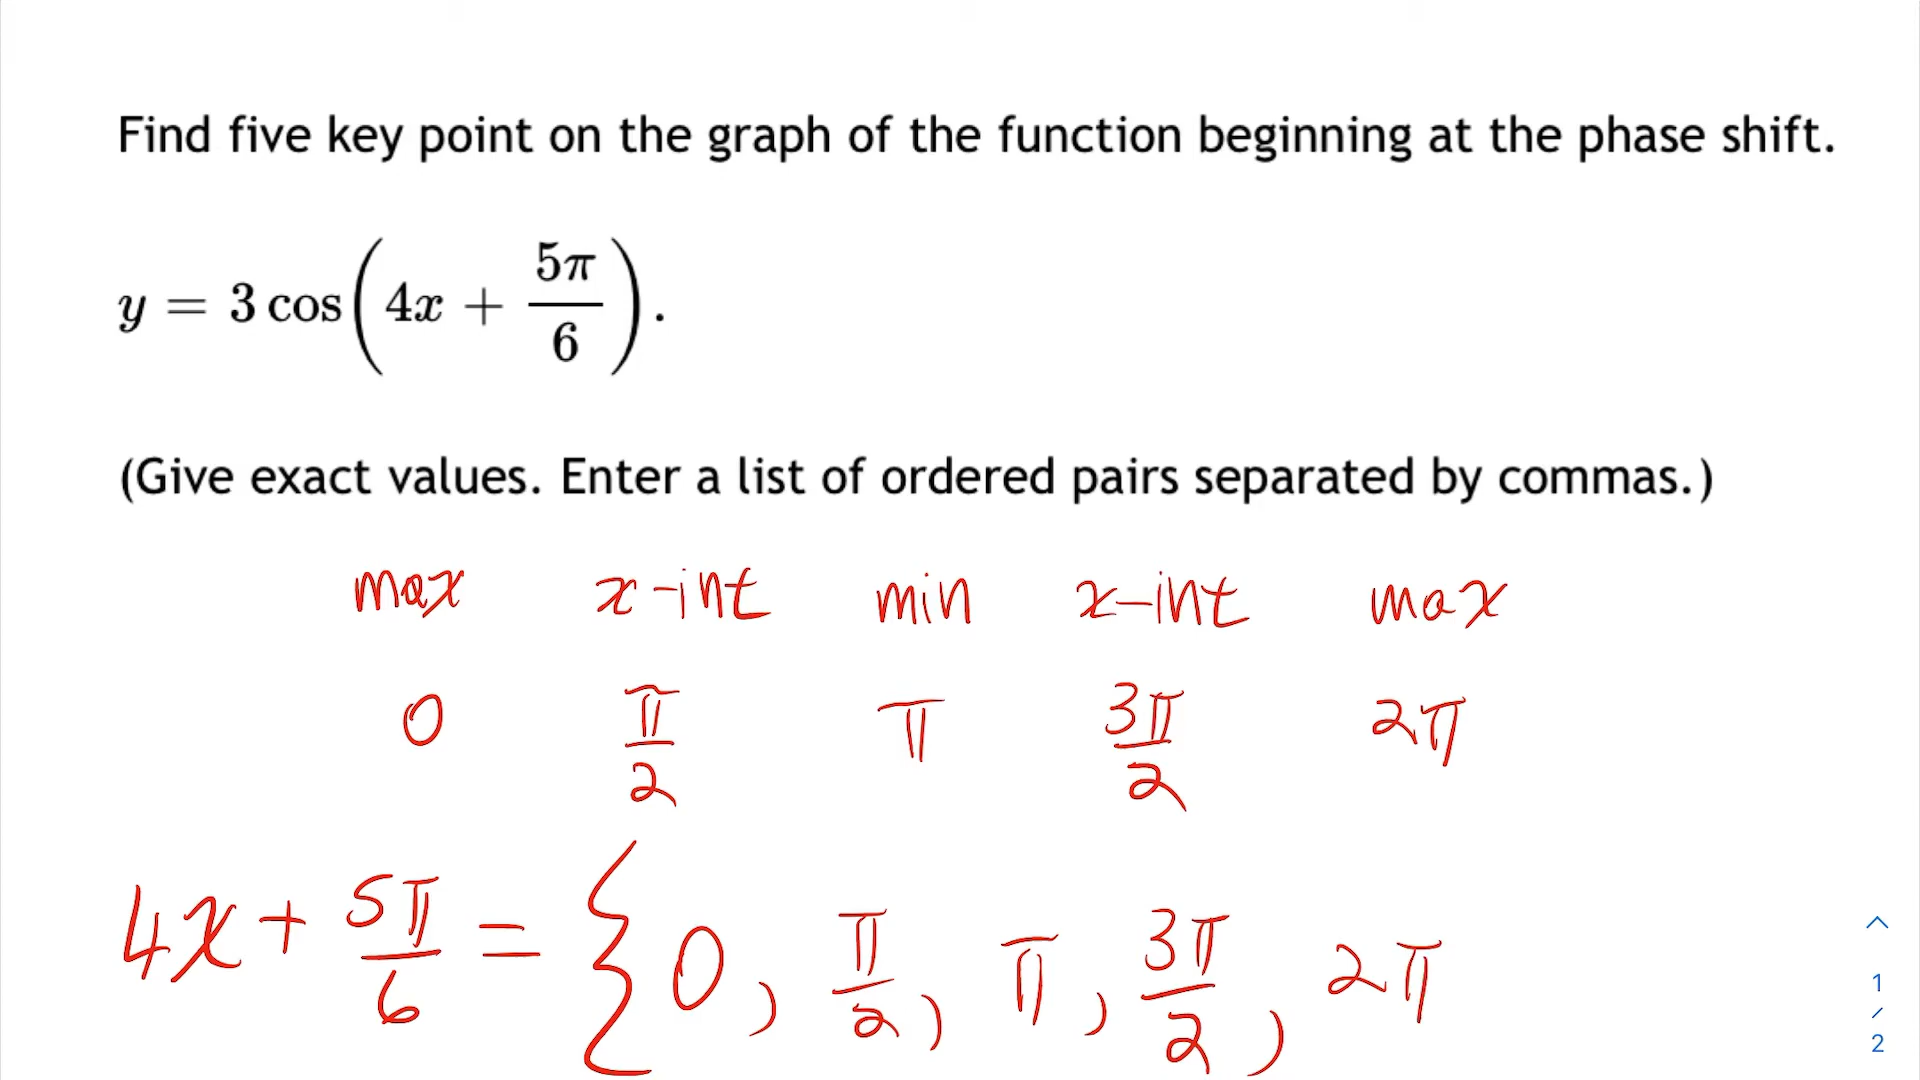 Find five key point on the graph of the function beginning at the phase shift.
y = 3 cos(4x + 5π/6).
(Give exact values. Enter a list of ordered pairs separated by commas.)
max x-int min x-int max
0 π/2 π 3π/2 2π
4x + 5π/6 = { 0, π/2, π, 3π/2, 2π
1
/
2